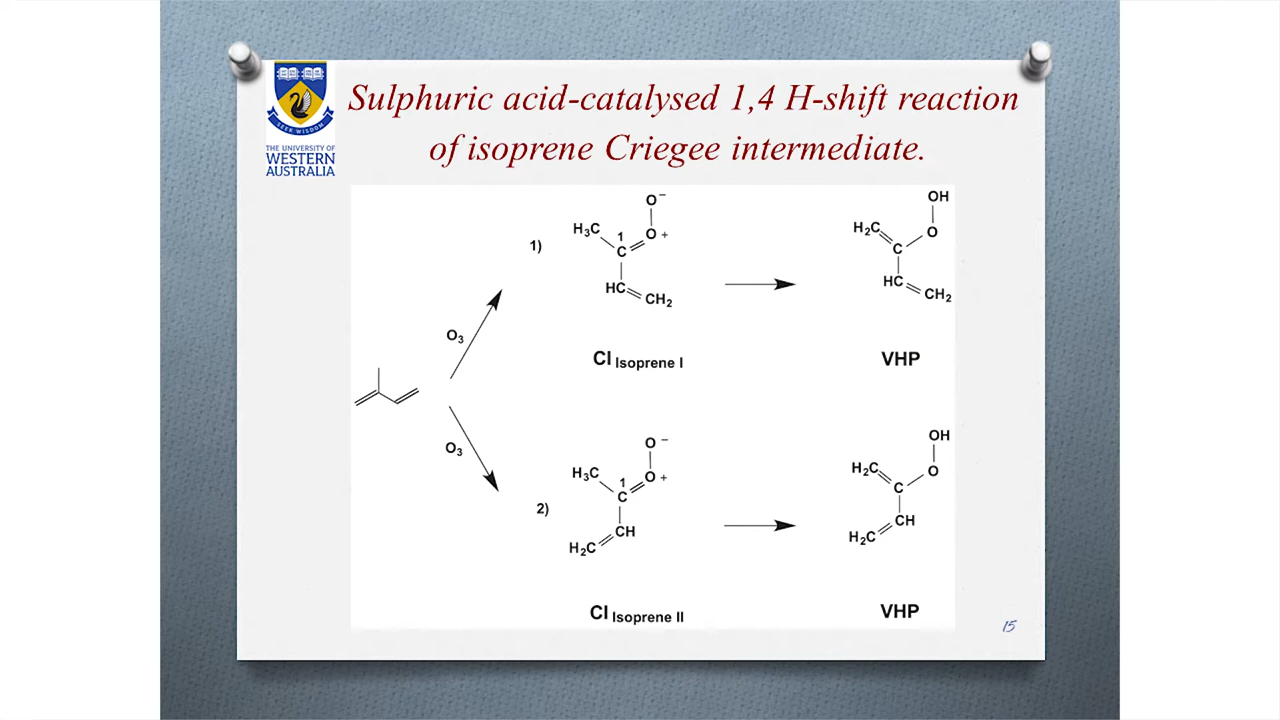 Sulphuric acid-catalysed 1,4 H-shift reaction
of isoprene Criegee intermediate.
SEEK WISDOM
THE UNIVERSITY OF
WESTERN
AUSTRALIA
O₃
O₃
1)
O⁻
H₃C
1
O +
C
HC
CH₂
CI Isoprene I
OH
H₂C
O
C
HC
CH₂
VHP
2)
O⁻
H₃C
1
O +
C
CH
H₂C
CI Isoprene II
OH
H₂C
O
C
CH
H₂C
VHP
15